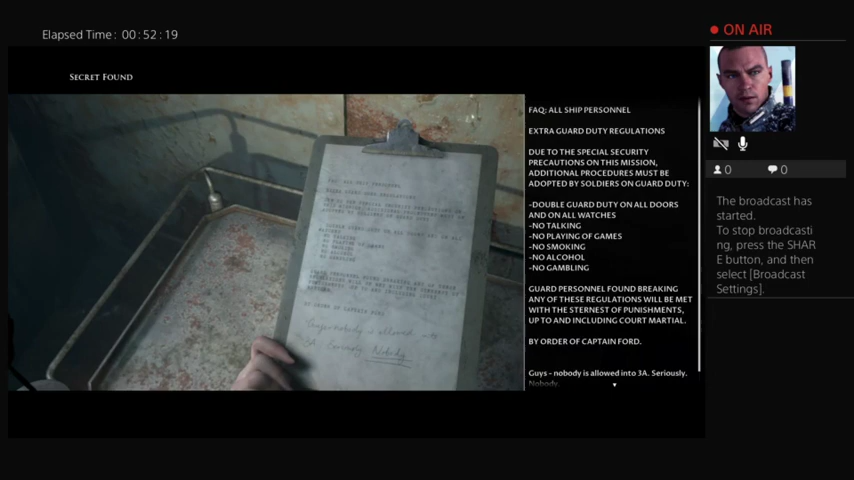 Elapsed Time: 00:52:19
ON AIR
SECRET FOUND
FAQ; ALL SHIP PERSONNEL
EXTRA GUARD DUTY REGULATIONS
DUE TO THE SPECIAL SECURITY
PRECAUTIONS ON THIS MISSION,
ADDITIONAL PROCEDURES MUST BE
ADOPTED BY SOLDIERS ON GUARD DUTY:
-DOUBLE GUARD DUTY ON ALL DOORS
AND ON ALL WATCHES
-NO TALKING
-NO PLAYING OF GAMES
-NO SMOKING
-NO ALCOHOL
-NO GAMBLING
GUARD PERSONNEL FOUND BREAKING
ANY OF THESE REGULATIONS WILL BE MET
WITH THE STERNEST OF PUNISHMENTS,
UP TO AND INCLUDING COURT MARTIAL.
BY ORDER OF CAPTAIN FORD.
Guys - nobody is allowed into 3A. Seriously.
Nobody.
0
0
The broadcast has
started.
To stop broadcasti
ng, press the SHAR
E button, and then
select [Broadcast
Settings].